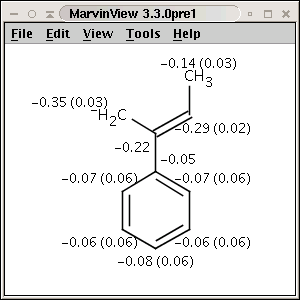 MarvinView 3.3.0pre1
File Edit View Tools Help
−0.14 (0.03)
CH3
−0.35 (0.03)
−H2C
−0.29 (0.02)
−0.22
−0.05
−0.07 (0.06) −0.07 (0.06)
−0.06 (0.06) −0.06 (0.06)
−0.08 (0.06)